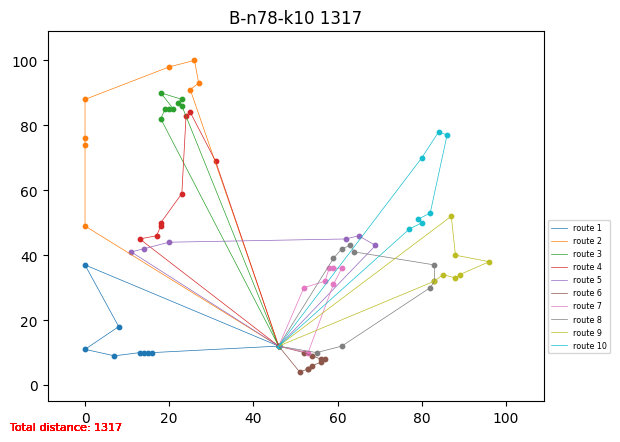 B-n78-k10 1317
100
80
60
40
20
0
0 20 40 60 80 100
route 1
route 2
route 3
route 4
route 5
route 6
route 7
route 8
route 9
route 10
Total distance: 1317